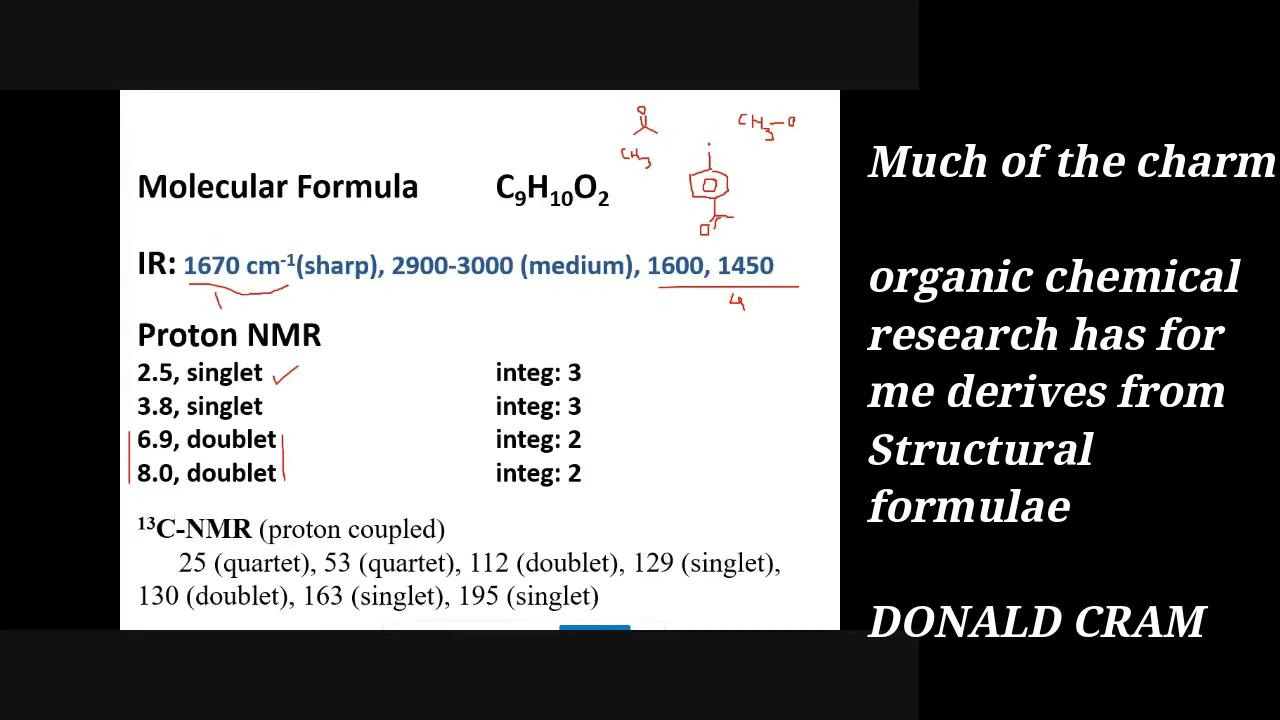 O
CH3
CH3-O
O
Molecular Formula C9H10O2
IR: 1670 cm-1(sharp), 2900-3000 (medium), 1600, 1450
1
4
Proton NMR
2.5, singlet ✓ integ: 3
3.8, singlet integ: 3
6.9, doublet integ: 2
8.0, doublet integ: 2
13C-NMR (proton coupled)
25 (quartet), 53 (quartet), 112 (doublet), 129 (singlet),
130 (doublet), 163 (singlet), 195 (singlet)
Much of the charm
organic chemical
research has for
me derives from
Structural
formulae
DONALD CRAM